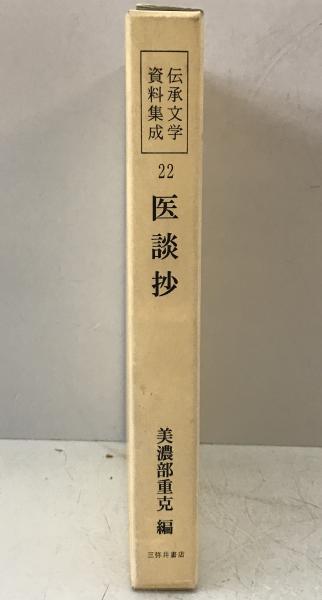 伝承文学
資料集成
22
医談抄
美濃部重克 編
三弥井書店